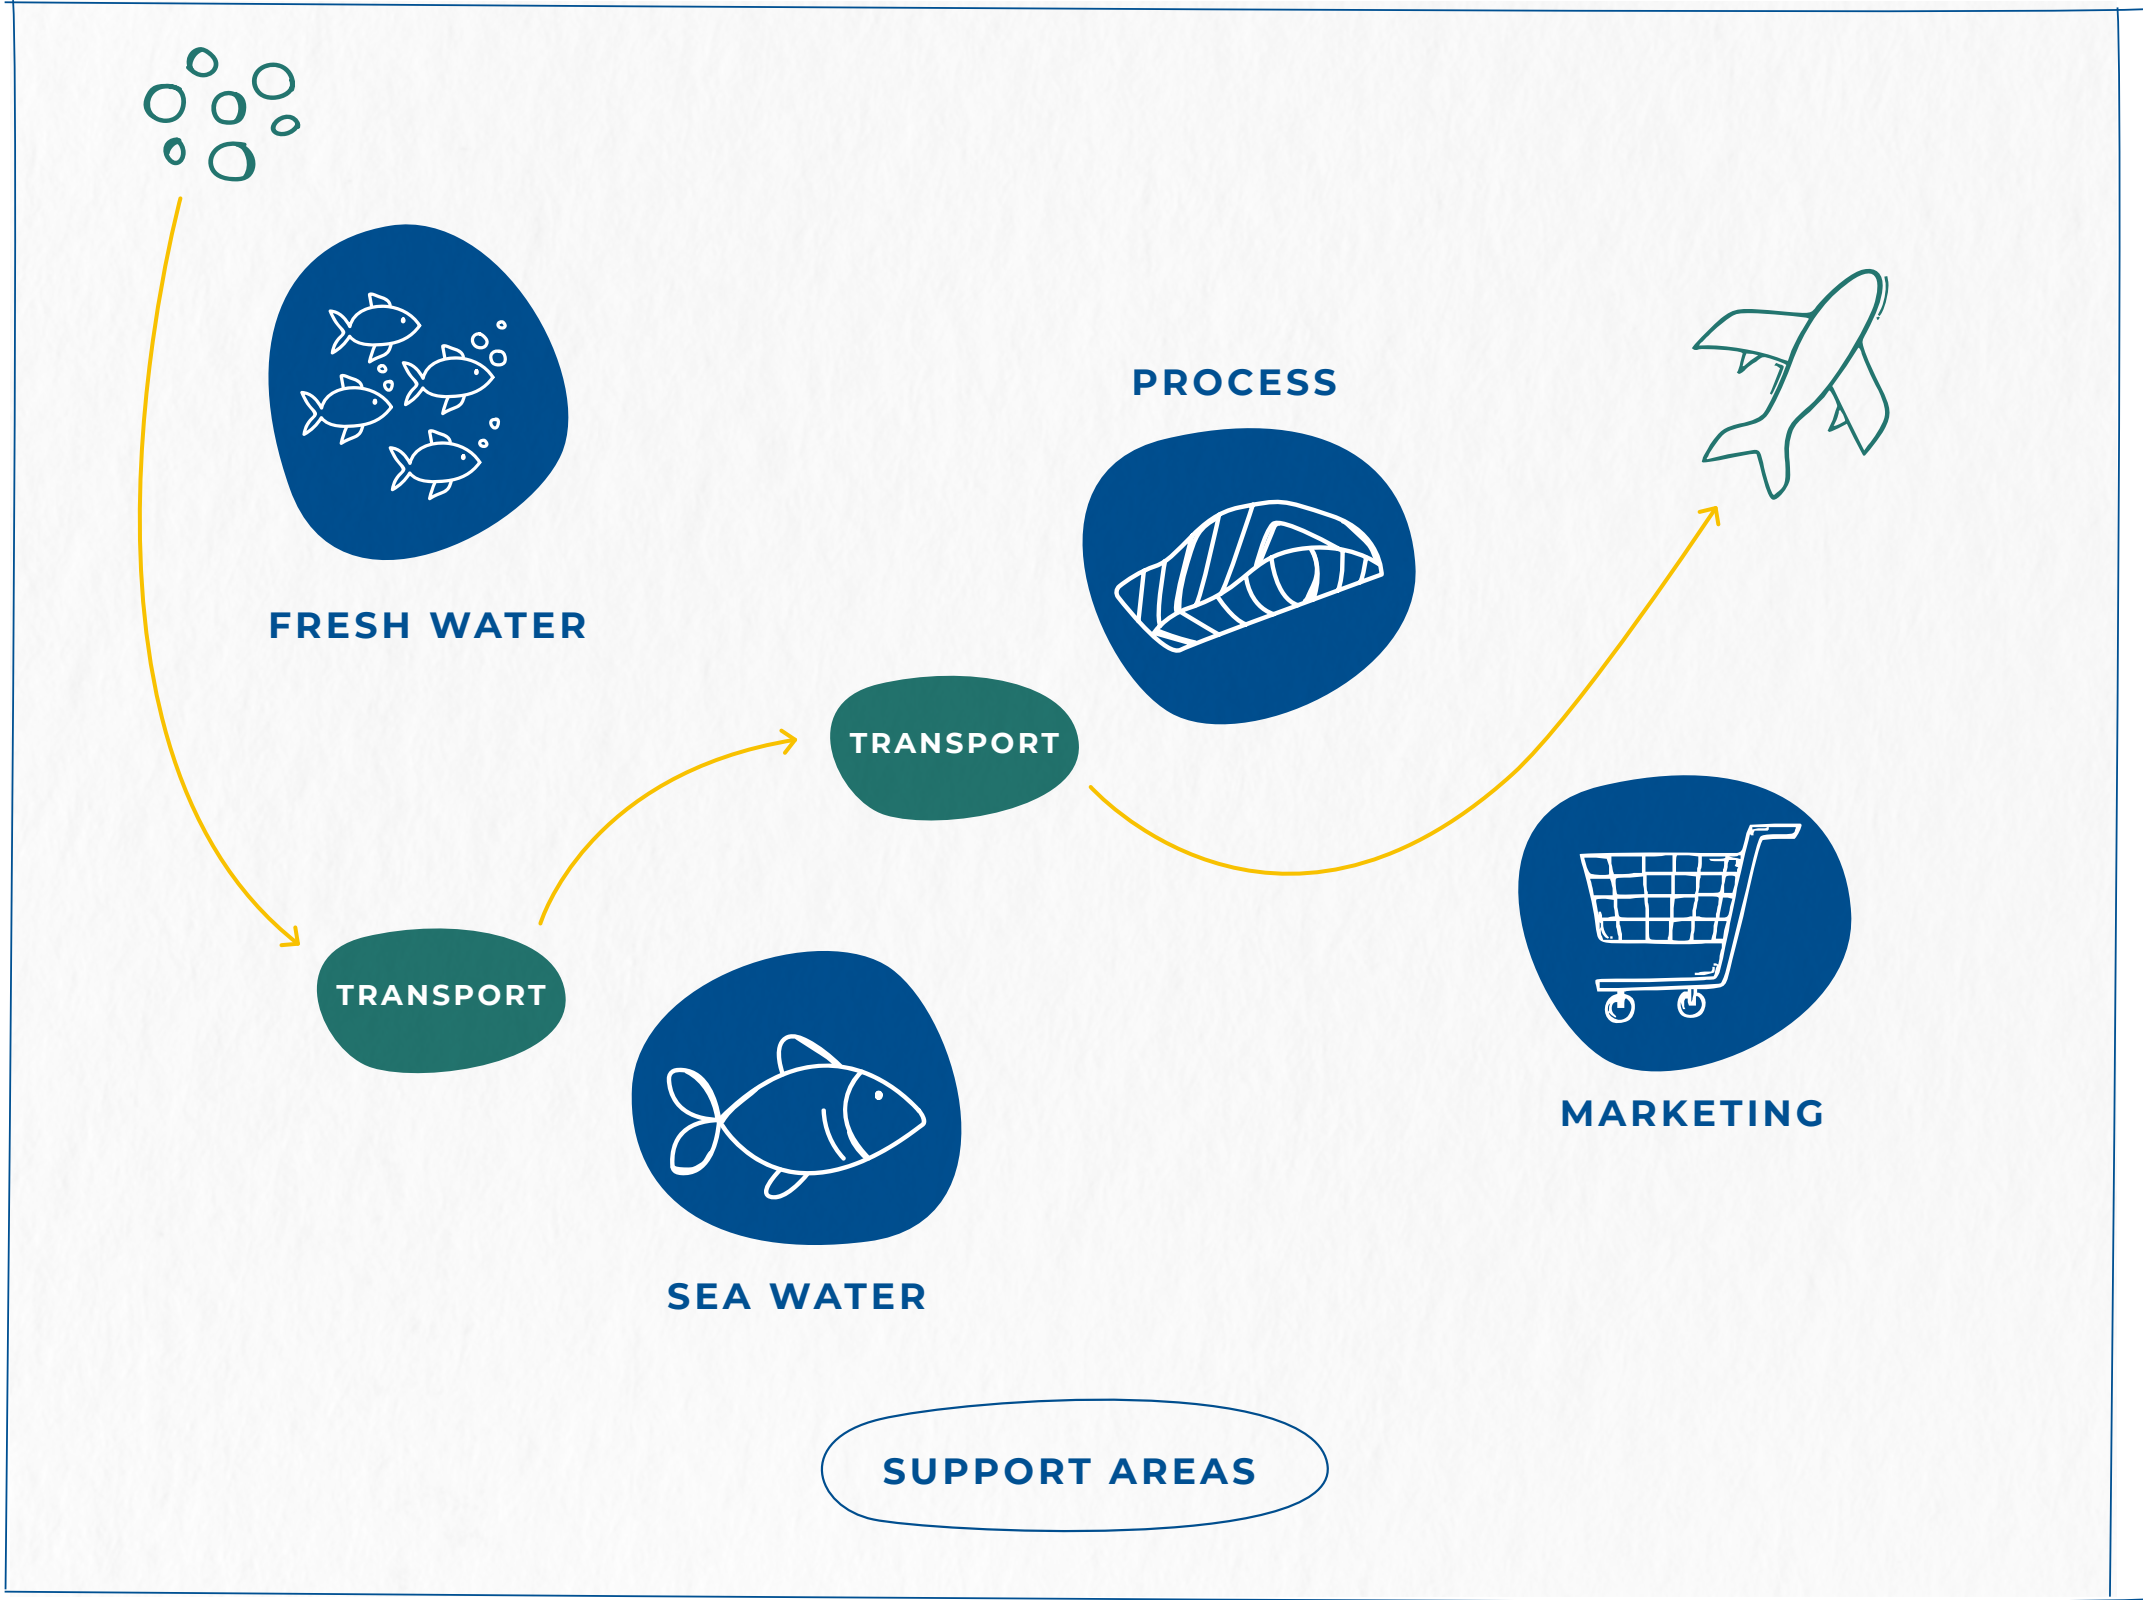 PROCESS
FRESH WATER
TRANSPORT
TRANSPORT
MARKETING
SEA WATER
SUPPORT AREAS